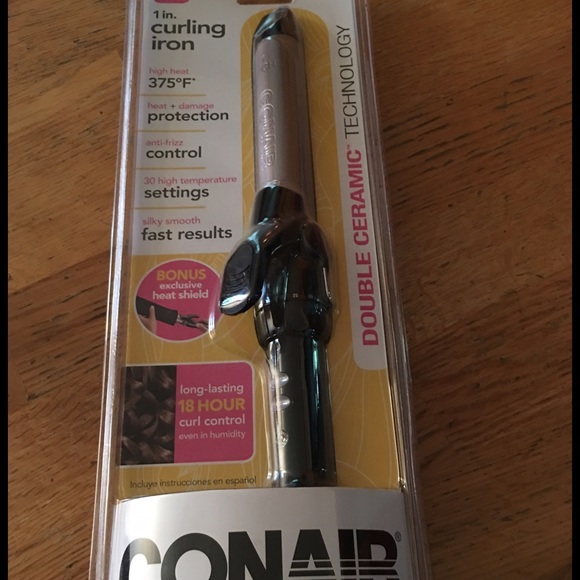 1 in.
curling
iron
high heat
375°F*
heat + damage
protection
anti-frizz
control
30 high temperature
settings
silky smooth
fast results
BONUS
exclusive
heat shield
long-lasting
18 HOUR
curl control
even in humidity
Incluye instrucciones en español
DOUBLE CERAMIC™ TECHNOLOGY
CONAIR®